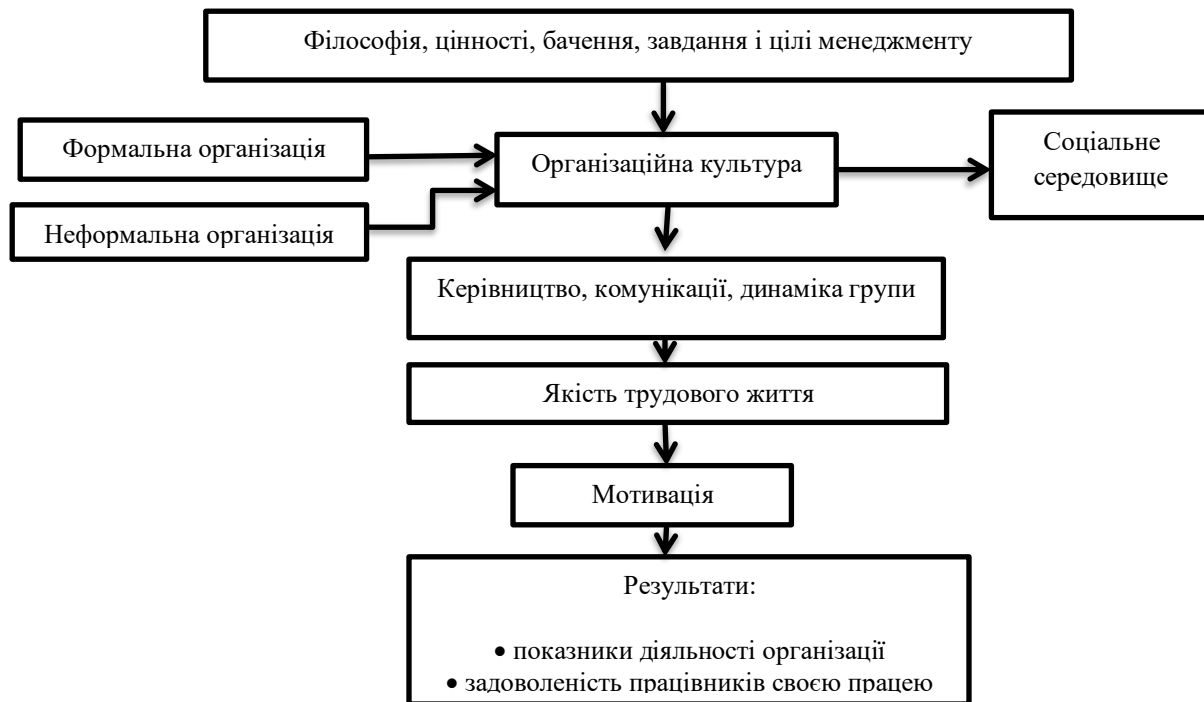 Філософія, цінності, бачення, завдання і цілі менеджменту
Формальна організація
Організаційна культура
Соціальне
середовище
Неформальна організація
Керівництво, комунікації, динаміка групи
Якість трудового життя
Мотивація
Результати:
• показники діяльності організації
• задоволеність працівників своєю працею